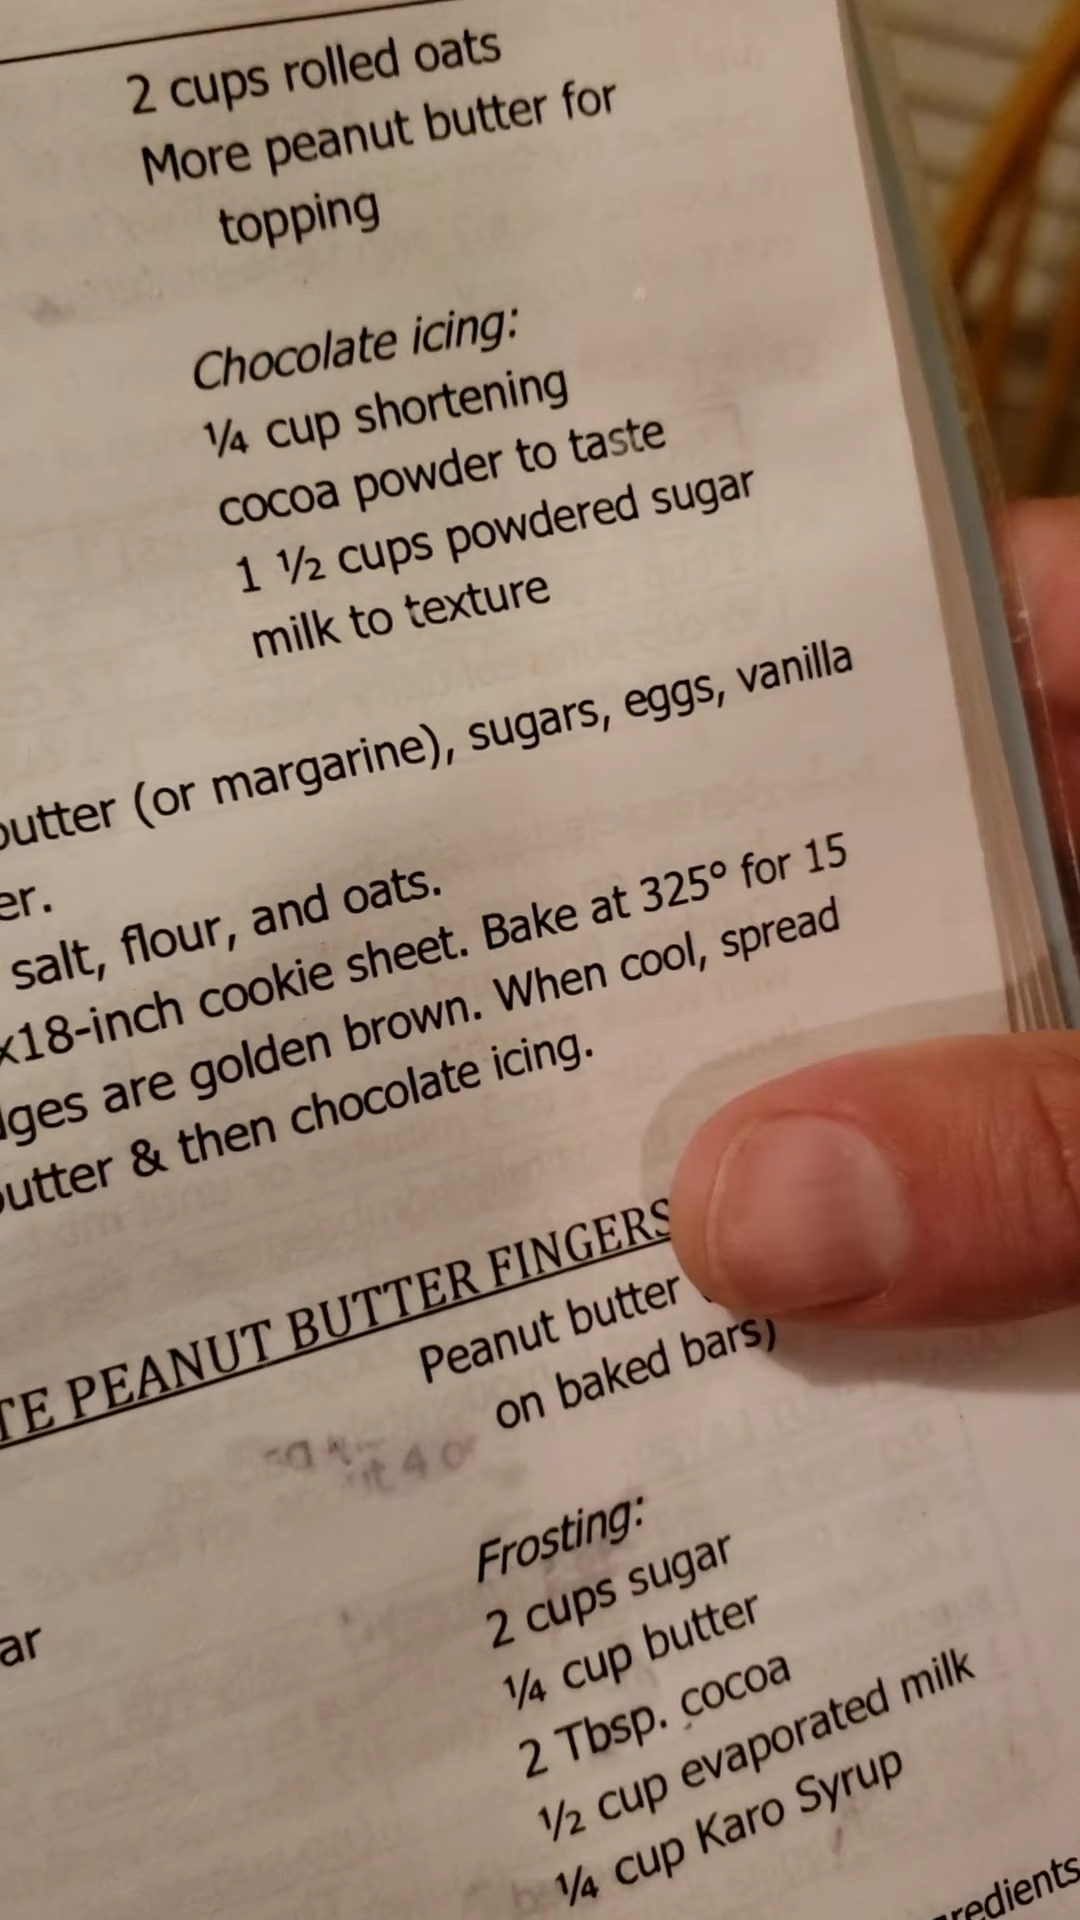 2 cups rolled oats
More peanut butter for
topping
Chocolate icing:
¼ cup shortening
cocoa powder to taste
1 ½ cups powdered sugar
milk to texture
butter (or margarine), sugars, eggs, vanilla
er.
salt, flour, and oats.
x18-inch cookie sheet. Bake at 325° for 15
dges are golden brown. When cool, spread
butter & then chocolate icing.
TE PEANUT BUTTER FINGERS
Peanut butter
on baked bars)
Frosting:
2 cups sugar
ar
¼ cup butter
2 Tbsp. cocoa
½ cup evaporated milk
¼ cup Karo Syrup
redients